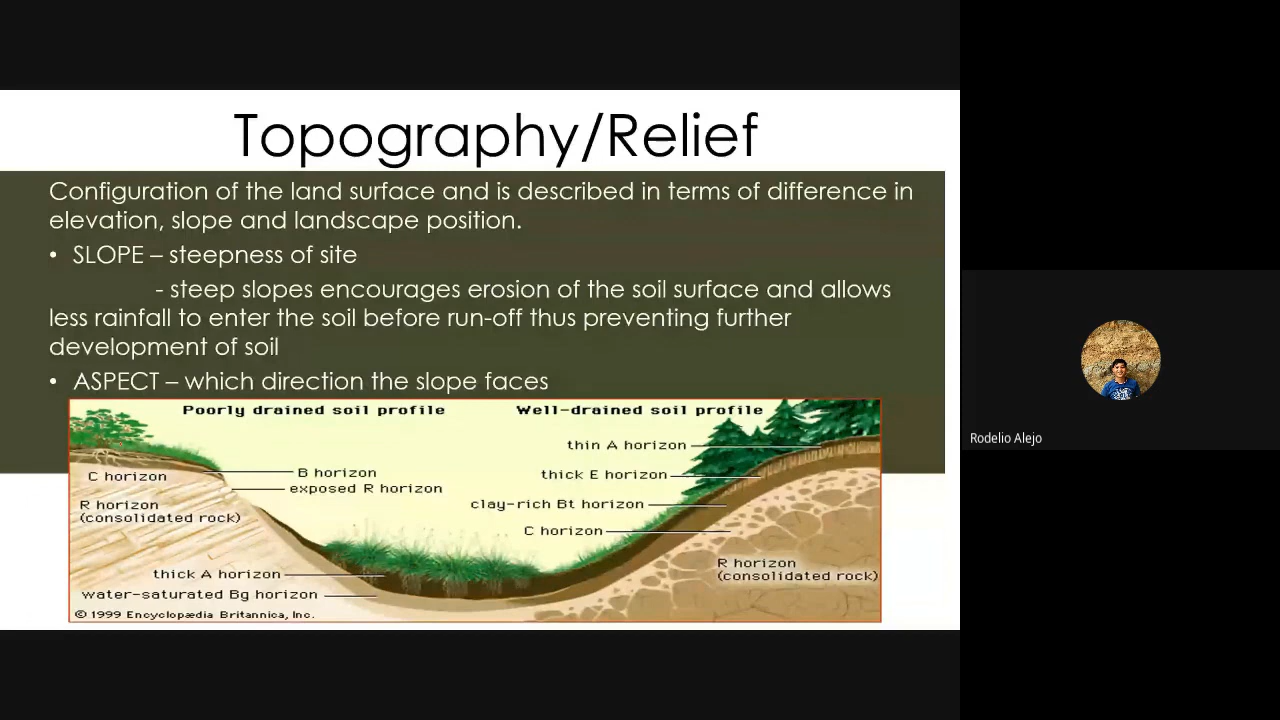 Topography/Relief
Configuration of the land surface and is described in terms of difference in
elevation, slope and landscape position.
• SLOPE – steepness of site
- steep slopes encourages erosion of the soil surface and allows
less rainfall to enter the soil before run-off thus preventing further
development of soil
• ASPECT – which direction the slope faces
Poorly drained soil profile
Well-drained soil profile
thin A horizon
C horizon
B horizon
thick E horizon
exposed R horizon
R horizon
(consolidated rock)
clay-rich Bt horizon
C horizon
R horizon
(consolidated rock)
thick A horizon
water-saturated Bg horizon
© 1999 Encyclopædia Britannica, Inc.
Rodelio Alejo